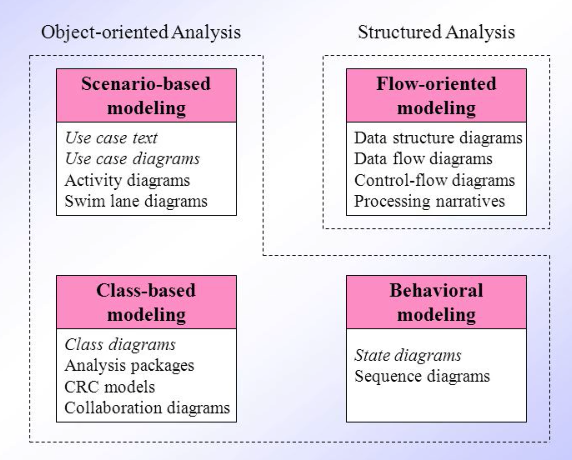 Object-oriented Analysis
Structured Analysis
Scenario-based
modeling
Use case text
Use case diagrams
Activity diagrams
Swim lane diagrams
Flow-oriented
modeling
Data structure diagrams
Data flow diagrams
Control-flow diagrams
Processing narratives
Class-based
modeling
Class diagrams
Analysis packages
CRC models
Collaboration diagrams
Behavioral
modeling
State diagrams
Sequence diagrams